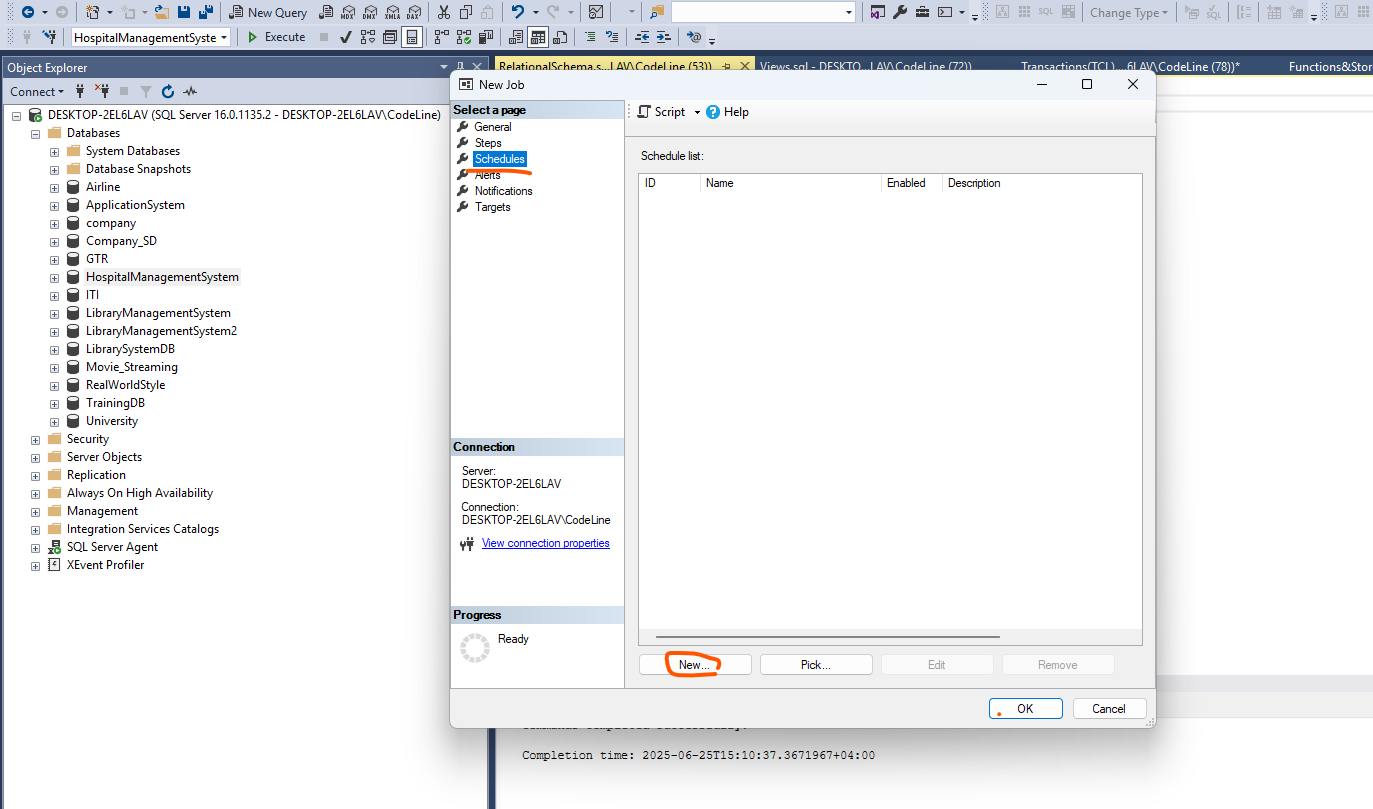 New Query
MDX
DMX
XMLA
DAX
SQL
Change Type
HospitalManagementSyste
Execute
Object Explorer
RelationalSchema.s...LAV\CodeLine (53))
Views.sql - DESKTO...LAV\CodeLine (72))
Transactions(TCL)....6LAV\CodeLine (78))*
Functions&Stor
Connect
DESKTOP-2EL6LAV (SQL Server 16.0.1135.2 - DESKTOP-2EL6LAV\CodeLine)
Databases
System Databases
Database Snapshots
Airline
ApplicationSystem
company
Company_SD
GTR
HospitalManagementSystem
ITI
LibraryManagementSystem
LibraryManagementSystem2
LibrarySystemDB
Movie_Streaming
RealWorldStyle
TrainingDB
University
Security
Server Objects
Replication
Always On High Availability
Management
Integration Services Catalogs
SQL Server Agent
XEvent Profiler
New Job
Select a page
General
Steps
Schedules
Alerts
Notifications
Targets
Script
Help
Schedule list:
ID
Name
Enabled
Description
Connection
Server:
DESKTOP-2EL6LAV
Connection:
DESKTOP-2EL6LAV\CodeLine
View connection properties
Progress
Ready
New...
Pick...
Edit
Remove
OK
Cancel
Completion time: 2025-06-25T15:10:37.3671967+04:00